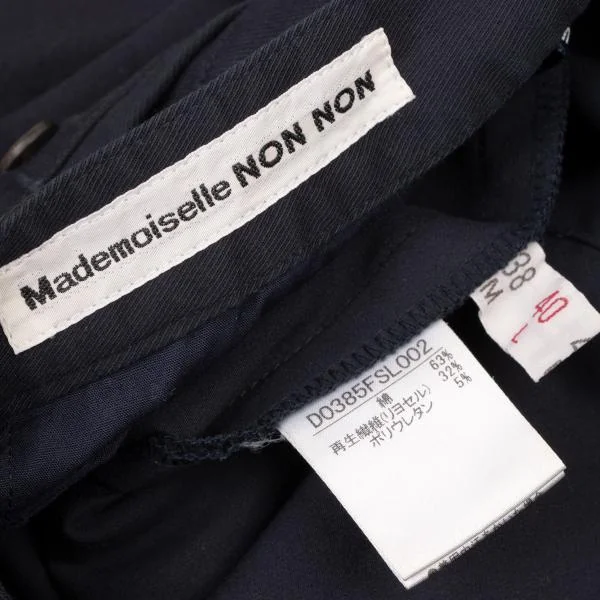 Mademoiselle NON NON
38
M
40
D0385FSL002
綿 63%
再生繊維(リヨセル) 32%
ポリウレタン 5%